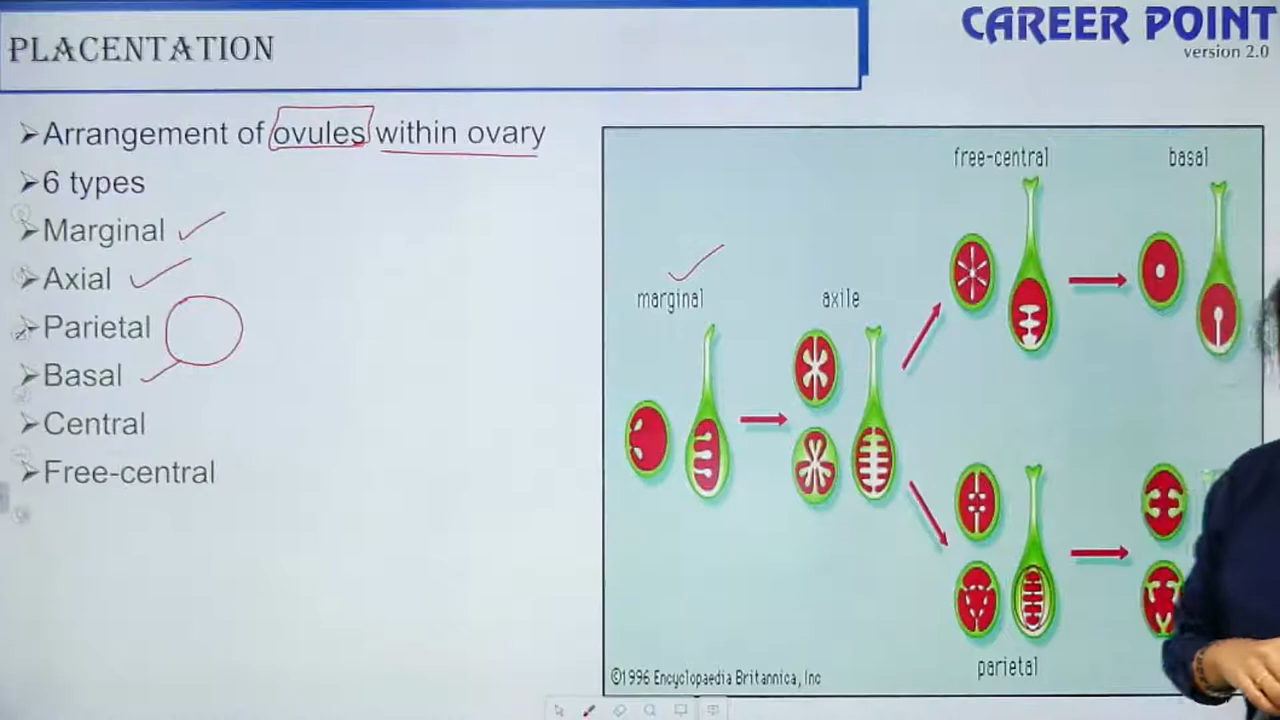 PLACENTATION
CAREER POINT
version 2.0
Arrangement of ovules within ovary
6 types
Marginal
Axial
Parietal
Basal
Central
Free-central
free-central
basal
marginal
axile
parietal
©1996 Encyclopaedia Britannica, Inc